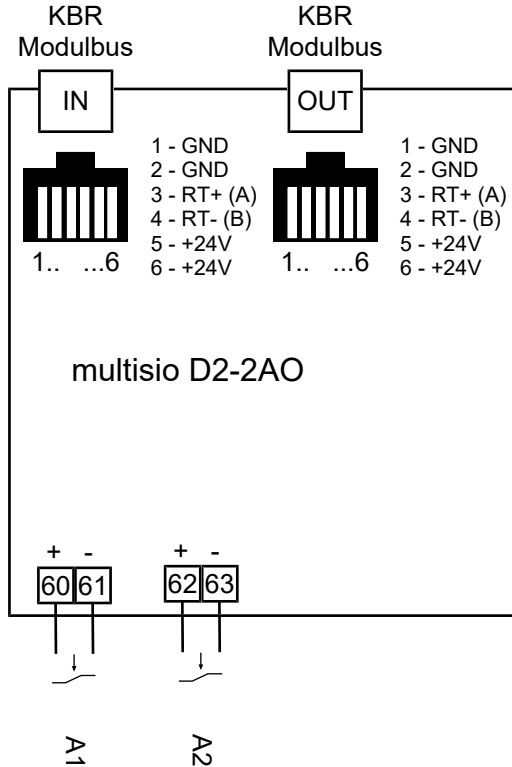 KBR
Modulbus
KBR
Modulbus
IN
OUT
1 - GND
2 - GND
3 - RT+ (A)
4 - RT- (B)
5 - +24V
6 - +24V
1.. ...6
1 - GND
2 - GND
3 - RT+ (A)
4 - RT- (B)
5 - +24V
6 - +24V
1.. ...6
multisio D2-2AO
+ -
+ -
60 61
62 63
A1
A2